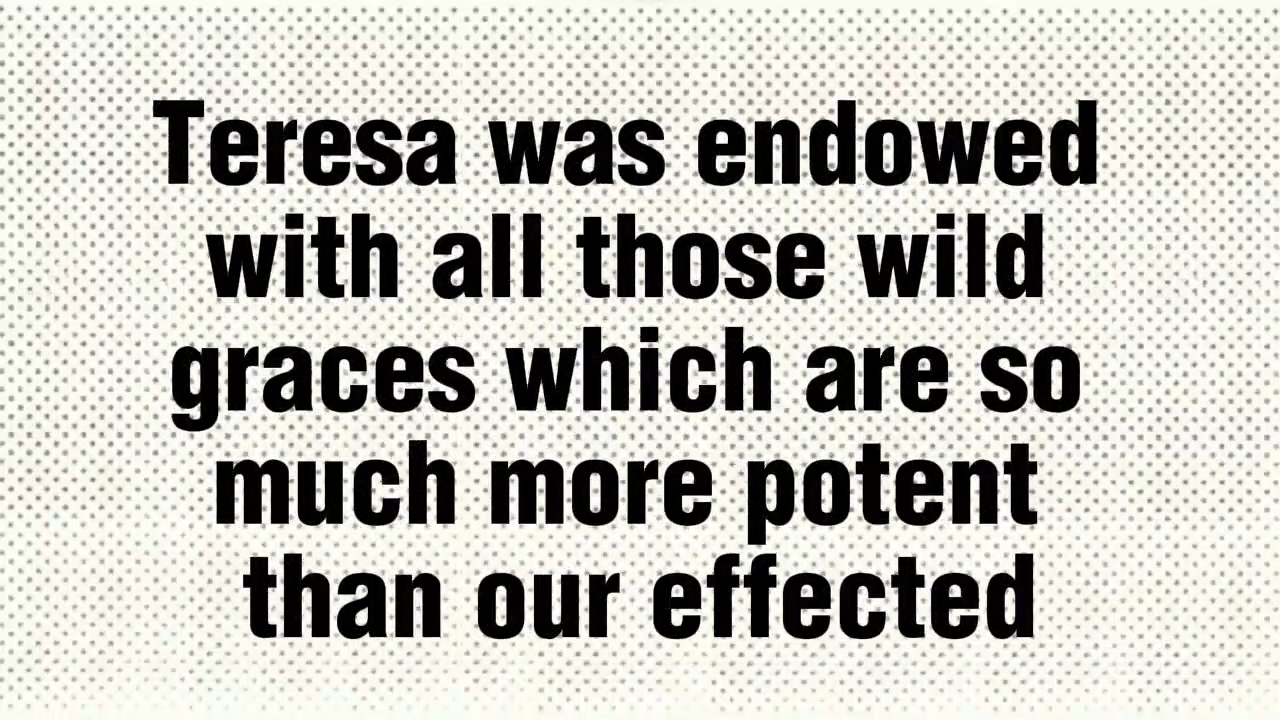 Teresa was endowed
with all those wild
graces which are so
much more potent
than our effected